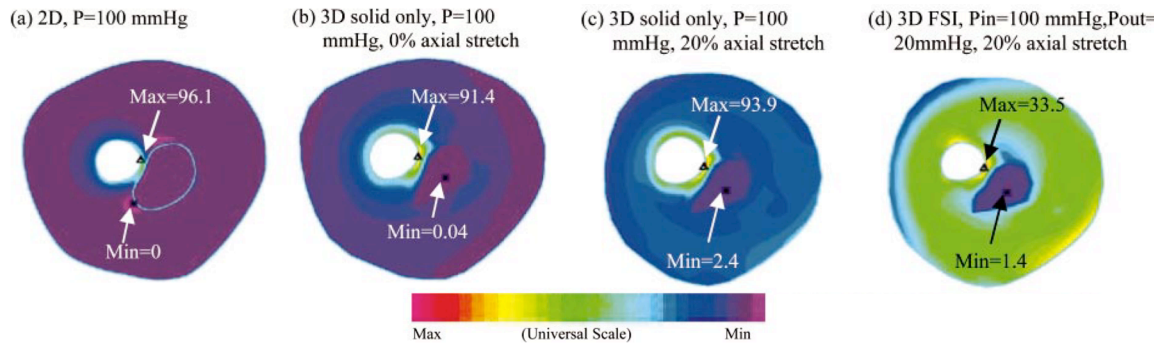 (a) 2D, P=100 mmHg
(b) 3D solid only, P=100
mmHg, 0% axial stretch
(c) 3D solid only, P=100
mmHg, 20% axial stretch
(d) 3D FSI, Pin=100 mmHg,Pout=
20mmHg, 20% axial stretch
Max=96.1
Min=0
Max=91.4
Min=0.04
Max=93.9
Min=2.4
Max=33.5
Min=1.4
Max (Universal Scale) Min